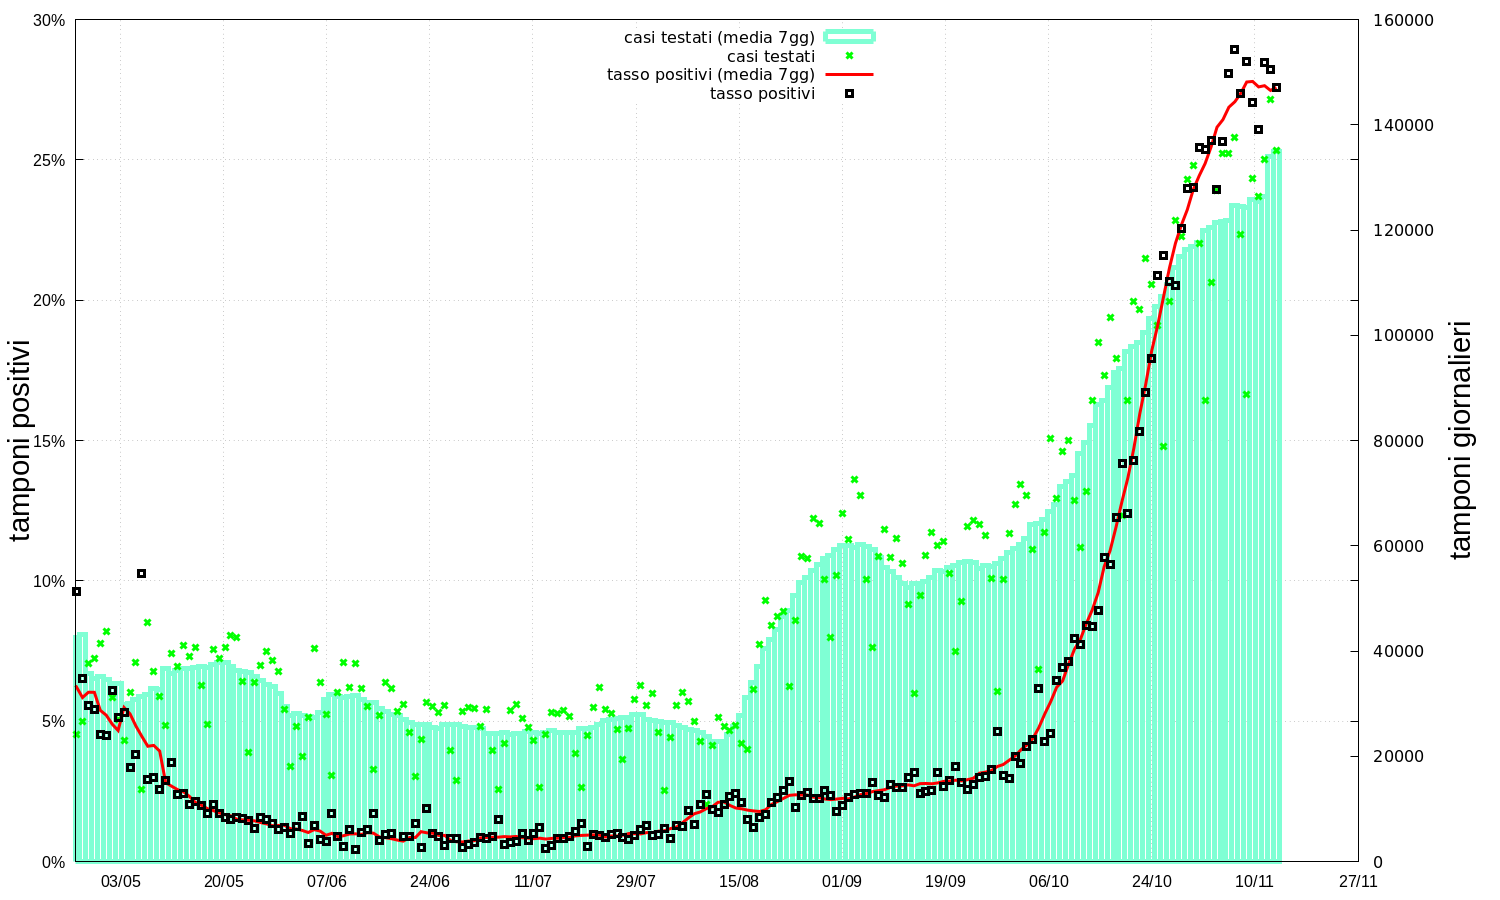 30%
25%
20%
15%
10%
5%
0%
tamponi positivi
casi testati (media 7gg)
casi testati
tasso positivi (media 7gg)
tasso positivi
160000
140000
120000
100000
80000
60000
40000
20000
0
tamponi giornalieri
03/05 20/05 07/06 24/06 11/07 29/07 15/08 01/09 19/09 06/10 24/10 10/11 27/11